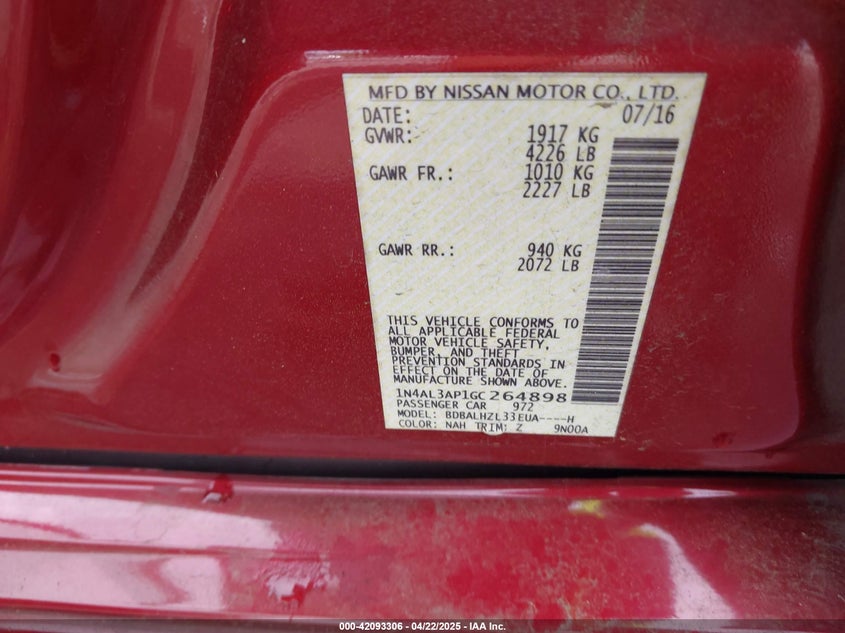 MFD BY NISSAN MOTOR CO., LTD.
DATE: 07/16
GVWR: 1917 KG
4226 LB
GAWR FR.: 1010 KG
2227 LB
GAWR RR.: 940 KG
2072 LB
THIS VEHICLE CONFORMS TO
ALL APPLICABLE FEDERAL
MOTOR VEHICLE SAFETY,
BUMPER, AND THEFT
PREVENTION STANDARDS IN
EFFECT ON THE DATE OF
MANUFACTURE SHOWN ABOVE.
1N4AL3AP1GC264898
PASSENGER CAR 972
MODEL: BDBALHZL33EUA----H
COLOR: NAH TRIM: Z 9N00A
000-42093306 - 04/22/2025 - IAA Inc.